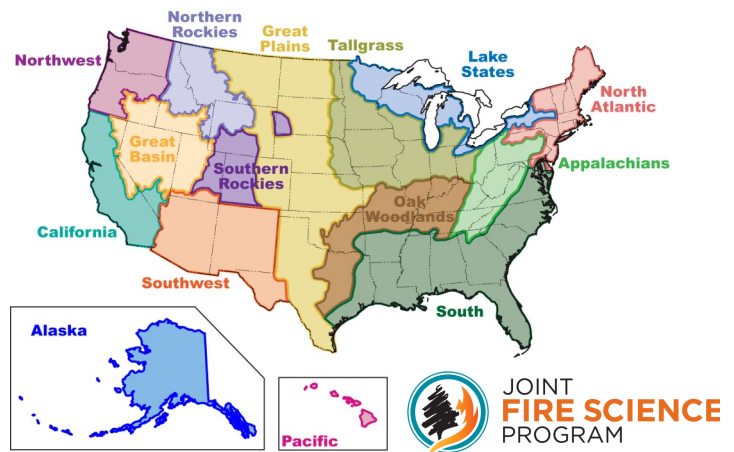 Northern
Rockies
Great
Plains
Tallgrass
Northwest
Lake
States
North
Atlantic
Great
Basin
Appalachians
Southern
Rockies
Oak
Woodlands
California
Southwest
South
Alaska
Pacific
JOINT
FIRE SCIENCE
PROGRAM